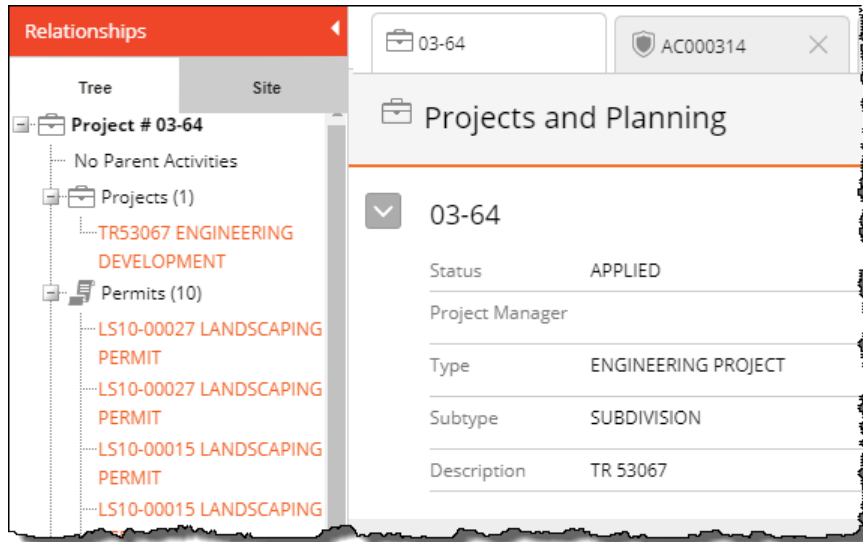 Relationships
Tree
Site
Project # 03-64
No Parent Activities
Projects (1)
TR53067 ENGINEERING
DEVELOPMENT
Permits (10)
LS10-00027 LANDSCAPING
PERMIT
LS10-00027 LANDSCAPING
PERMIT
LS10-00015 LANDSCAPING
PERMIT
LS10-00015 LANDSCAPING
03-64
AC000314
Projects and Planning
03-64
Status APPLIED
Project Manager
Type ENGINEERING PROJECT
Subtype SUBDIVISION
Description TR 53067